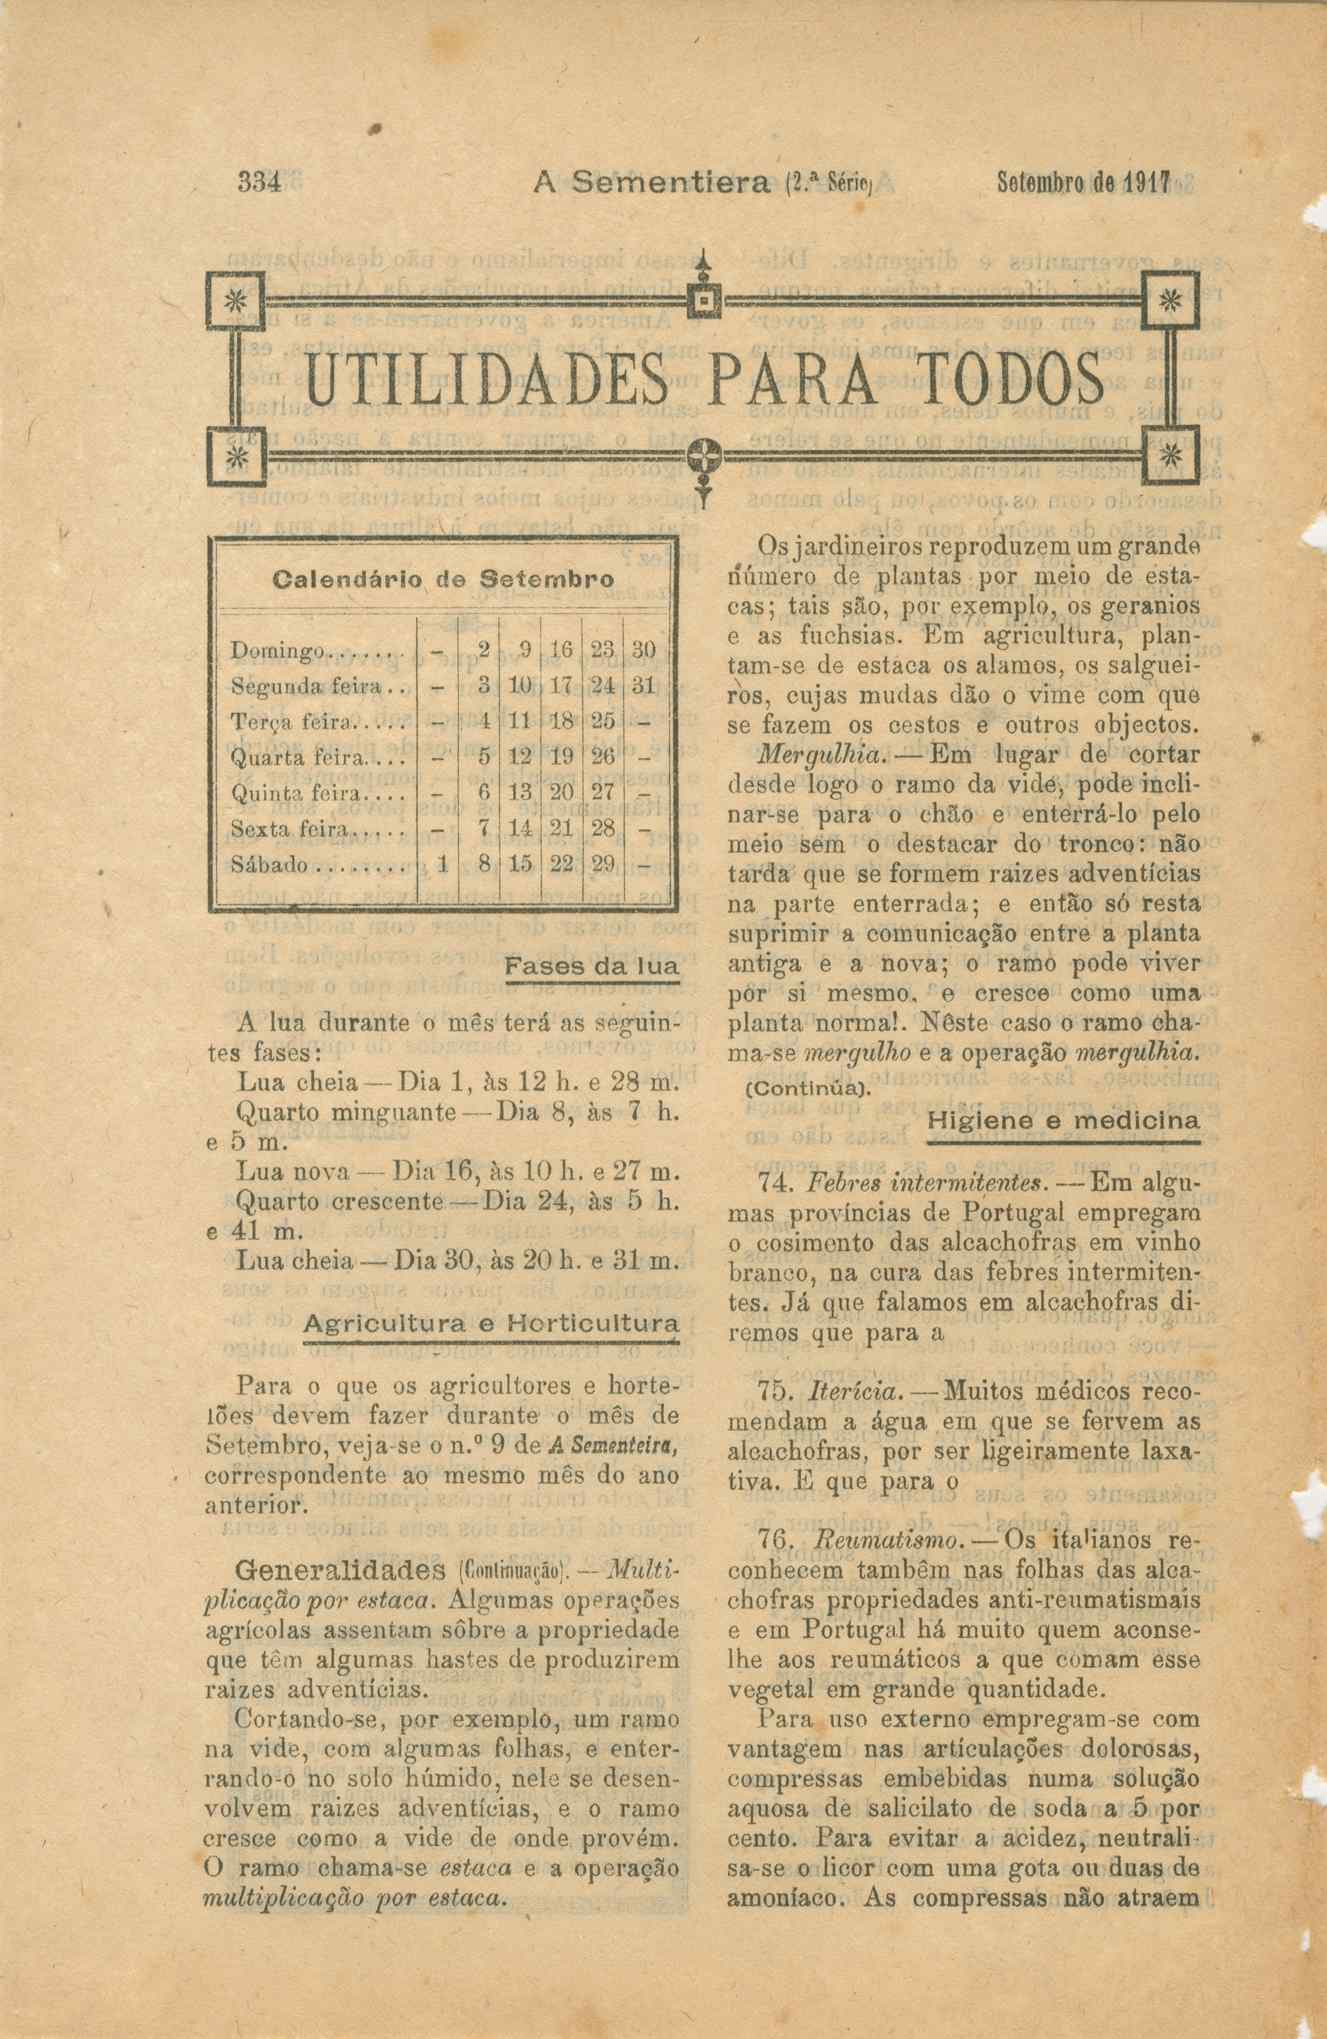 334
A Sementiera (2.ª Série)
Setembro de 1917
UTILIDADES PARA TODOS
Calendário de Setembro
Domingo....... – 2 9 16 23 30
Segunda feira.. – 3 10 17 24 31
Terça feira..... – 4 11 18 25 –
Quarta feira.... – 5 12 19 26 –
Quinta feira.... – 6 13 20 27 –
Sexta feira..... – 7 14 21 28 –
Sábado........ 1 8 15 22 29 –
Fases da lua
A lua durante o mês terá as seguin-
tes fases:
Lua cheia — Dia 1, às 12 h. e 28 m.
Quarto minguante — Dia 8, às 7 h.
e 5 m.
Lua nova — Dia 16, às 10 h. e 27 m.
Quarto crescente — Dia 24, às 5 h.
e 41 m.
Lua cheia — Dia 30, às 20 h. e 31 m.
Agricultura e Horticultura
Para o que os agricultores e horte-
lões devem fazer durante o mês de
Setembro, veja-se o n.º 9 de A Sementeira,
correspondente ao mesmo mês do ano
anterior.
Generalidades (Continuação). — Multi-
plicação por estaca. Algumas operações
agrícolas assentam sôbre a propriedade
que têm algumas hastes de produzirem
raizes adventícias.
Cortando-se, por exemplo, um ramo
na vide, com algumas folhas, e enter-
rando-o no solo húmido, nele se desen-
volvem raizes adventícias, e o ramo
cresce como a vide de onde provém.
O ramo chama-se estaca e a operação
multiplicação por estaca.
Os jardineiros reproduzem um grande
número de plantas por meio de esta-
cas; tais são, por exemplo, os geranios
e as fuchsias. Em agricultura, plan-
tam-se de estaca os alamos, os salguei-
ros, cujas mudas dão o vime com que
se fazem os cestos e outros objectos.
Mergulhia. — Em lugar de cortar
desde logo o ramo da vide, pode incli-
nar-se para o chão e enterrá-lo pelo
meio sem o destacar do tronco: não
tarda que se formem raizes adventícias
na parte enterrada; e então só resta
suprimir a comunicação entre a planta
antiga e a nova; o ramo pode viver
por si mesmo, e cresce como uma
planta normal. Nêste caso o ramo cha-
ma-se mergulho e a operação mergulhia.
(Continúa).
Higiene e medicina
74. Febres intermitentes. — Em algu-
mas províncias de Portugal empregam
o cosimento das alcachofras em vinho
branco, na cura das febres intermiten-
tes. Já que falamos em alcachofras di-
remos que para a
75. Iterícia. — Muitos médicos reco-
mendam a água em que se fervem as
alcachofras, por ser ligeiramente laxa-
tiva. E que para o
76. Reumatismo. — Os italianos re-
conhecem tambêm nas folhas das alca-
chofras propriedades anti-reumatismais
e em Portugal há muito quem aconse-
lhe aos reumáticos a que comam esse
vegetal em grande quantidade.
Para uso externo empregam-se com
vantagem nas artículações dolorosas,
compressas embebidas numa solução
aquosa de salicilato de soda a 5 por
cento. Para evitar a acidez, neutrali-
sa-se o licor com uma gota ou duas de
amoníaco. As compressas não atraem